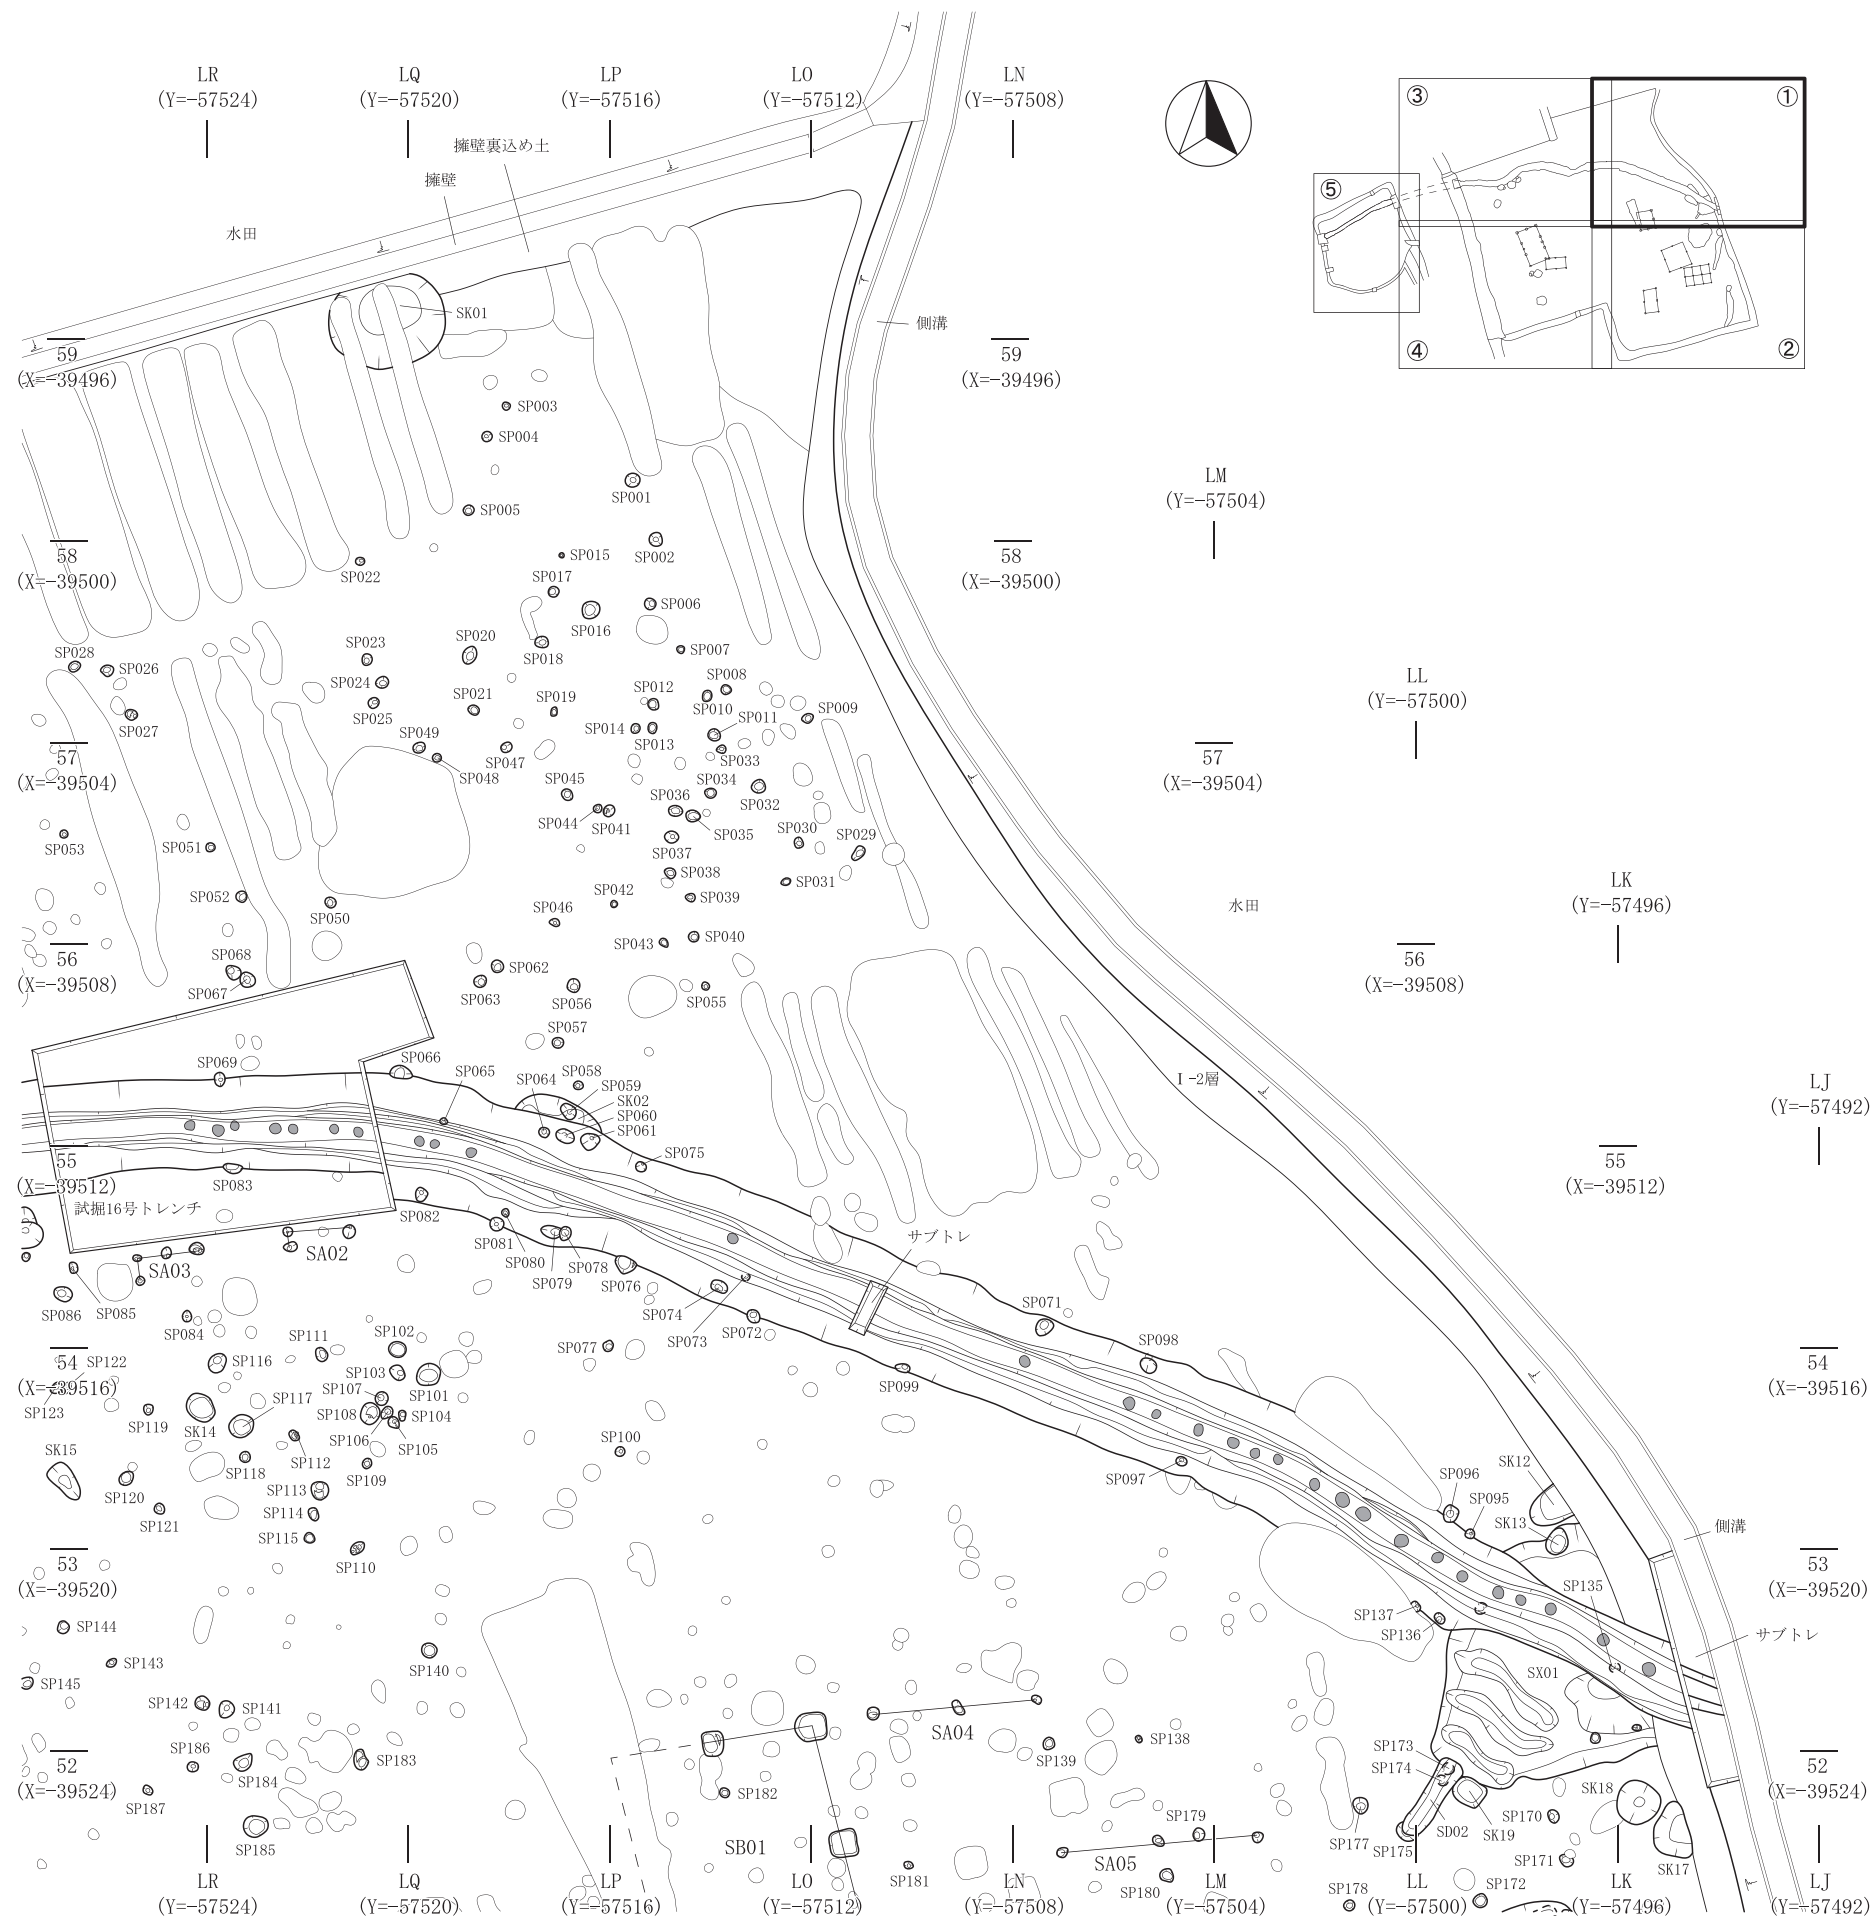 LR
(Y=-57524)
LQ
(Y=-57520)
LP
(Y=-57516)
LO
(Y=-57512)
LN
(Y=-57508)
③
①
⑤
④
②
擁壁裏込め土
擁壁
水田
SK01
側溝
59
(X=-39496)
59
(X=-39496)
SP003
SP004
SP001
SP005
LM
(Y=-57504)
58
(X=-39500)
58
(X=-39500)
SP002
SP015
SP022
SP017
SP006
SP016
SP018
SP007
SP020
SP023
SP028
SP026
SP024
SP025
SP021
SP019
SP012
SP008
SP010
SP009
SP011
SP014
SP013
SP033
SP027
SP049
SP048
SP047
LL
(Y=-57500)
57
(X=-39504)
57
(X=-39504)
SP045
SP034
SP036
SP032
SP044
SP041
SP035
SP030
SP029
SP037
SP053
SP051
SP038
SP031
SP042
SP039
SP052
SP050
SP046
SP043
SP040
LK
(Y=-57496)
水田
56
(X=-39508)
56
(X=-39508)
SP068
SP067
SP062
SP063
SP056
SP055
SP057
SP069
SP066
SP065
SP064
SP058
SP059
SK02
SP060
SP061
SP075
Ⅰ-2層
LJ
(Y=-57492)
55
(X=-39512)
55
(X=-39512)
SP083
試掘16号トレンチ
SP082
SP081
SP080
SP079
SP078
SP076
SA02
SA03
サブトレ
SP086
SP085
SP084
SP074
SP073
SP072
SP071
SP098
SP077
SP099
54
(X=-39516)
54
(X=-39516)
SP122
SP123
SP111
SP102
SP116
SP103
SP101
SP107
SP117
SP108
SP104
SP106
SP105
SP119
SK14
SP112
SP118
SP109
SP100
SK15
SP120
SP121
SP113
SP114
SP115
SP110
SP097
SP096
SP095
SK12
SK13
側溝
53
(X=-39520)
53
(X=-39520)
SP135
SP137
SP136
サブトレ
SP144
SP143
SP145
SP142
SP141
SP140
SX01
SA04
SP139
SP138
SP186
SP184
SP183
SP187
SP185
SP182
SB01
SP181
SP173
SP174
52
(X=-39524)
52
(X=-39524)
SK18
SP170
SP179
SA05
SP180
SP177
SP175
SD02
SK19
SP171
SK17
SP178
SP172
LR
(Y=-57524)
LQ
(Y=-57520)
LP
(Y=-57516)
LO
(Y=-57512)
LN
(Y=-57508)
LM
(Y=-57504)
LL
(Y=-57500)
LK
(Y=-57496)
LJ
(Y=-57492)